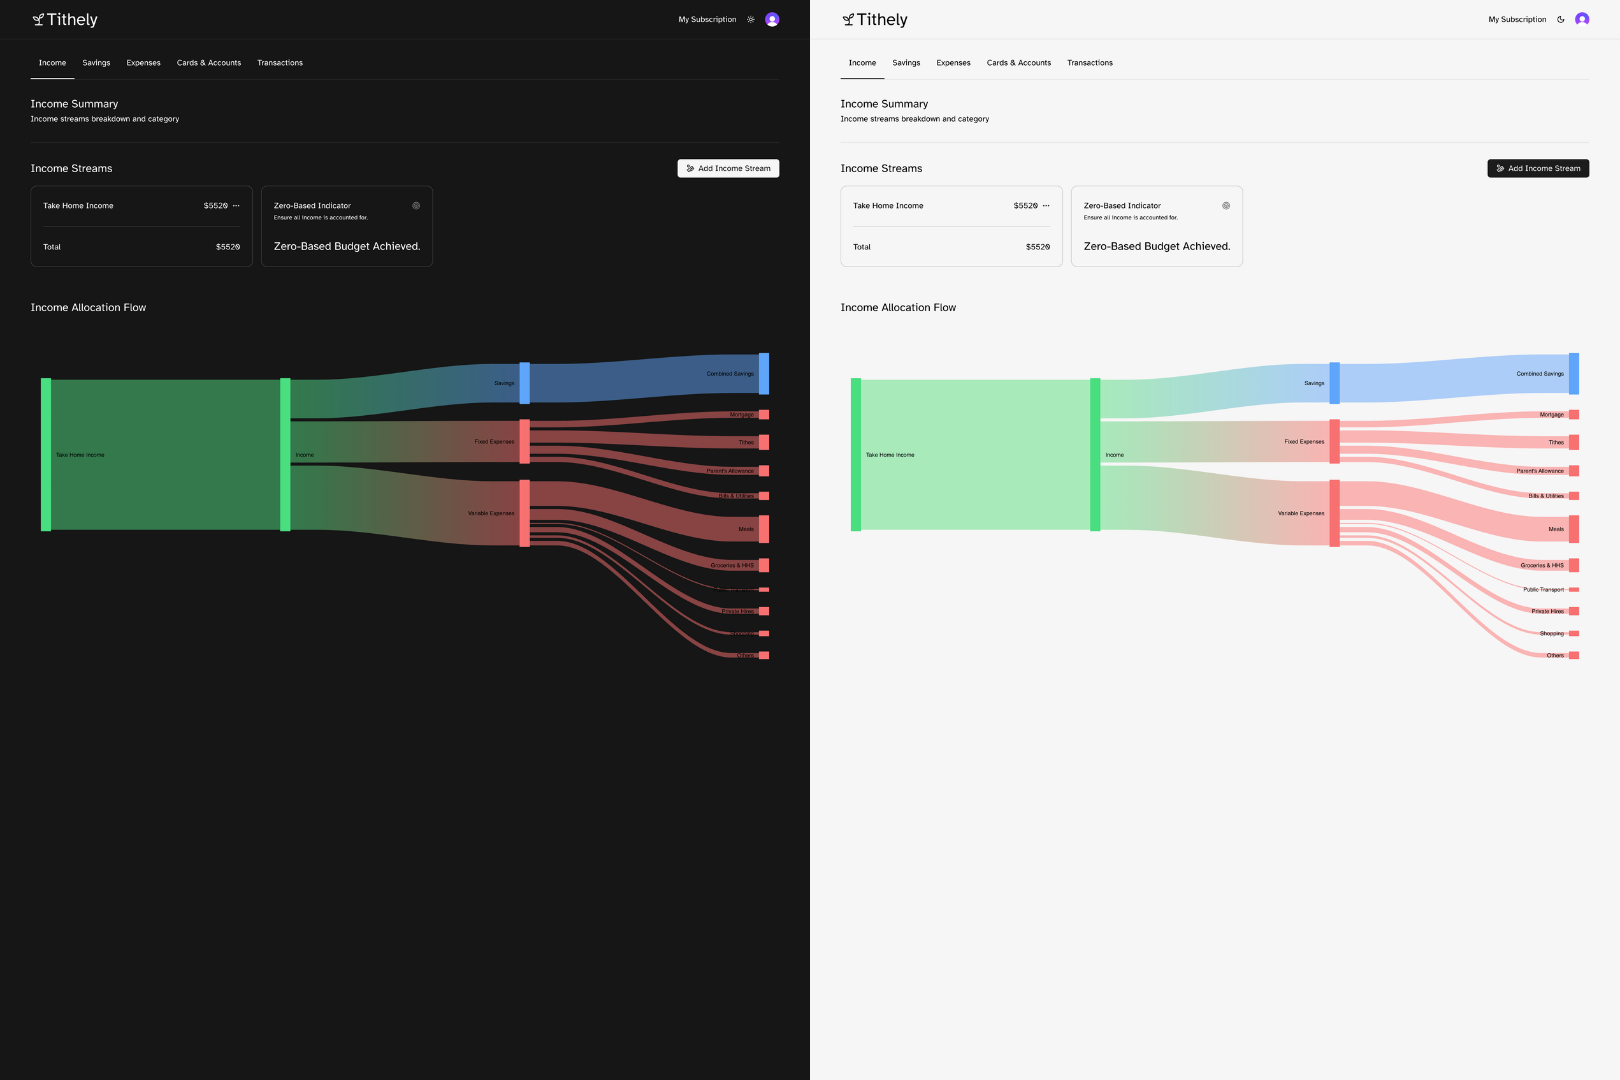 Tithely
My Subscription
Income Savings Expenses Cards & Accounts Transactions
Income Summary
Income streams breakdown and category
Income Streams
Add Income Stream
Take Home Income $5520
Total $5520
Zero-Based Indicator
Ensure all income is accounted for.
Zero-Based Budget Achieved.
Income Allocation Flow
Take Home Income
Income
Savings
Fixed Expenses
Variable Expenses
Combined Savings
Mortgage
Tithes
Parent's Allowance
Bills & Utilities
Meals
Groceries & HHS
Private Hires
Shopping
Others
Tithely
My Subscription
Income Savings Expenses Cards & Accounts Transactions
Income Summary
Income streams breakdown and category
Income Streams
Add Income Stream
Take Home Income $5520
Total $5520
Zero-Based Indicator
Ensure all income is accounted for.
Zero-Based Budget Achieved.
Income Allocation Flow
Take Home Income
Income
Savings
Fixed Expenses
Variable Expenses
Combined Savings
Mortgage
Tithes
Parent's Allowance
Bills & Utilities
Meals
Groceries & HHS
Public Transport
Private Hires
Shopping
Others